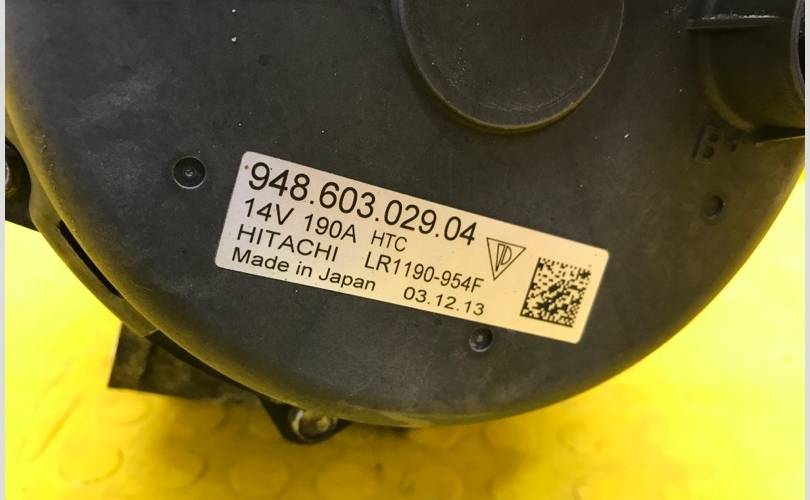 948.603.029.04
14V 190A HTC
HITACHI LR1190-954F
Made in Japan 03.12.13
B+